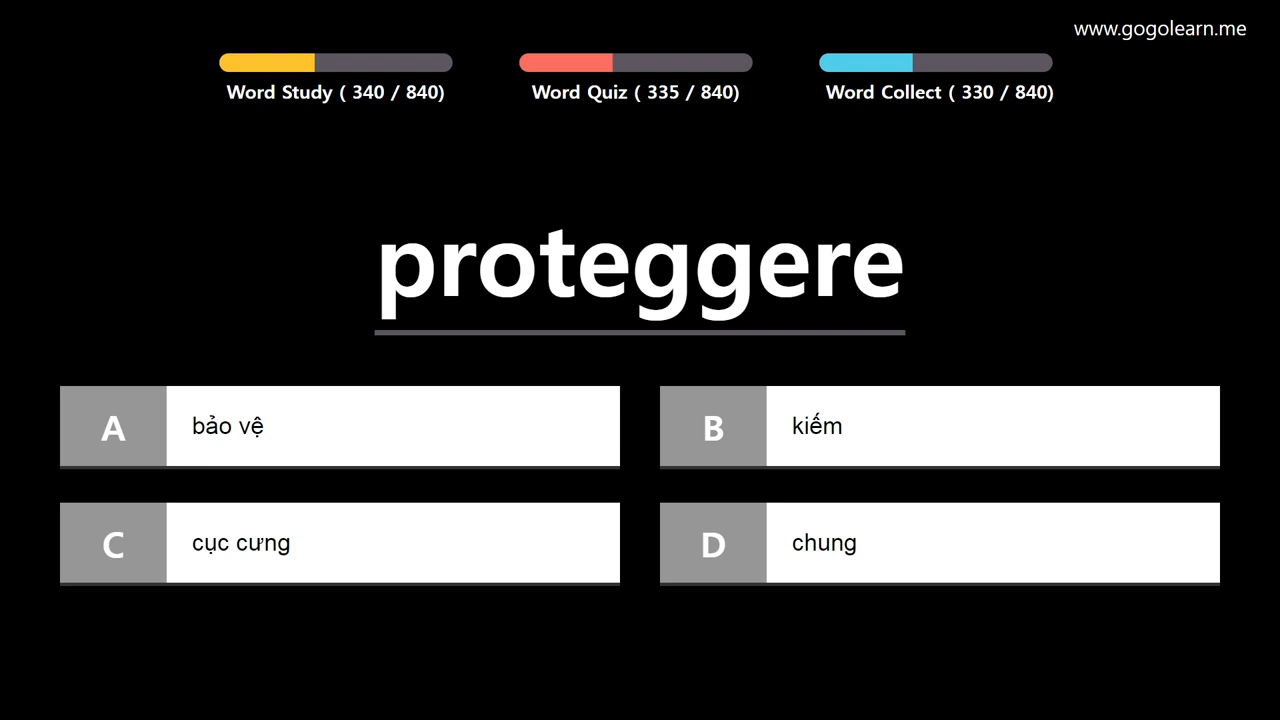 www.gogolearn.me
Word Study ( 340 / 840)
Word Quiz ( 335 / 840)
Word Collect ( 330 / 840)
proteggere
A bảo vệ
B kiếm
C cục cưng
D chung